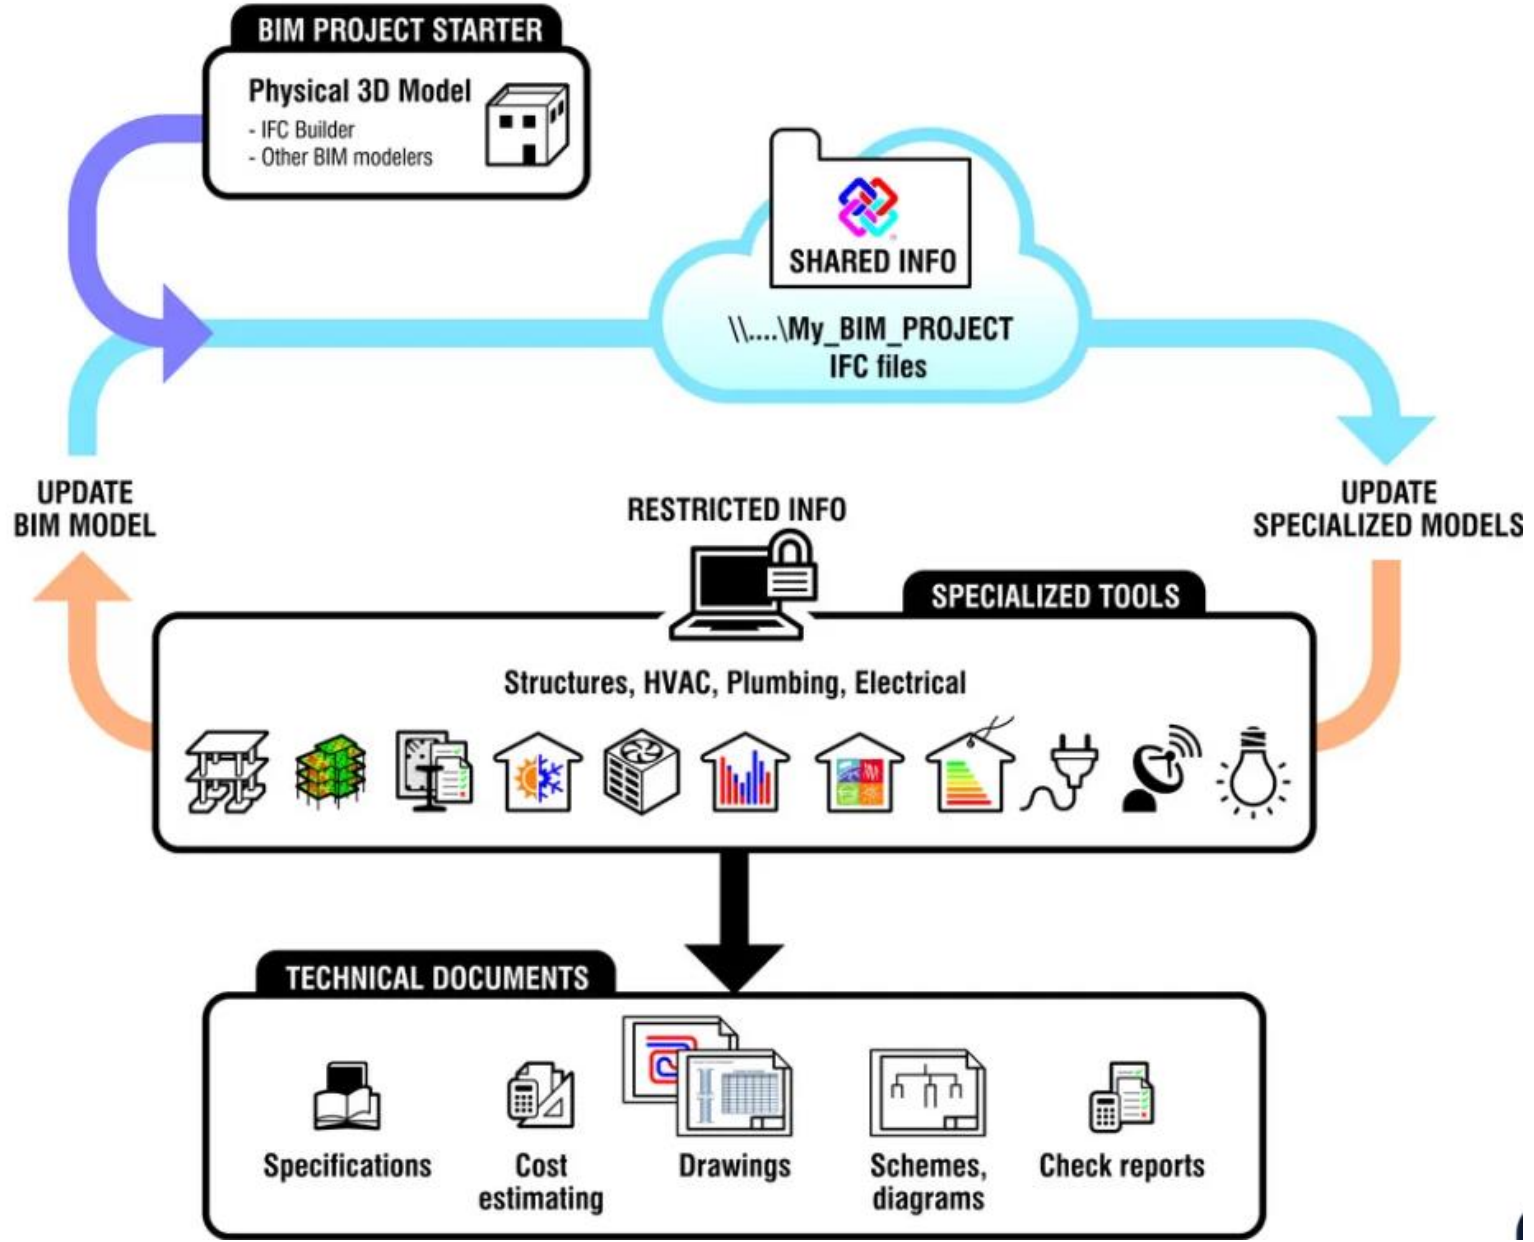 BIM PROJECT STARTER
Physical 3D Model
- IFC Builder
- Other BIM modelers
SHARED INFO
\\....\My_BIM_PROJECT
IFC files
UPDATE
BIM MODEL
RESTRICTED INFO
UPDATE
SPECIALIZED MODELS
SPECIALIZED TOOLS
Structures, HVAC, Plumbing, Electrical
TECHNICAL DOCUMENTS
Specifications
Cost
estimating
Drawings
Schemes,
diagrams
Check reports